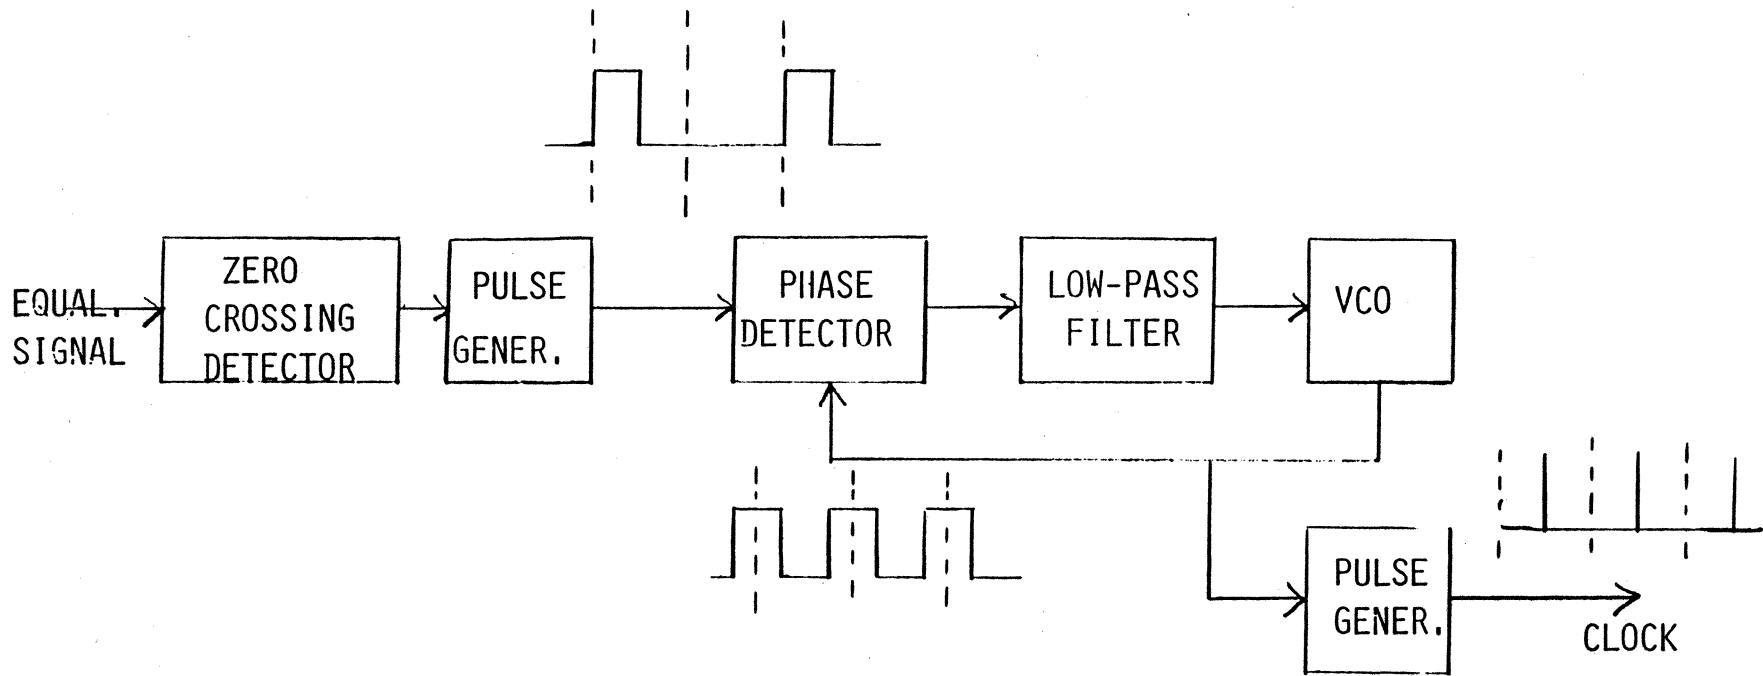 EQUAL.
SIGNAL
ZERO
CROSSING
DETECTOR
PULSE
GENER.
PHASE
DETECTOR
LOW-PASS
FILTER
VCO
PULSE
GENER.
CLOCK